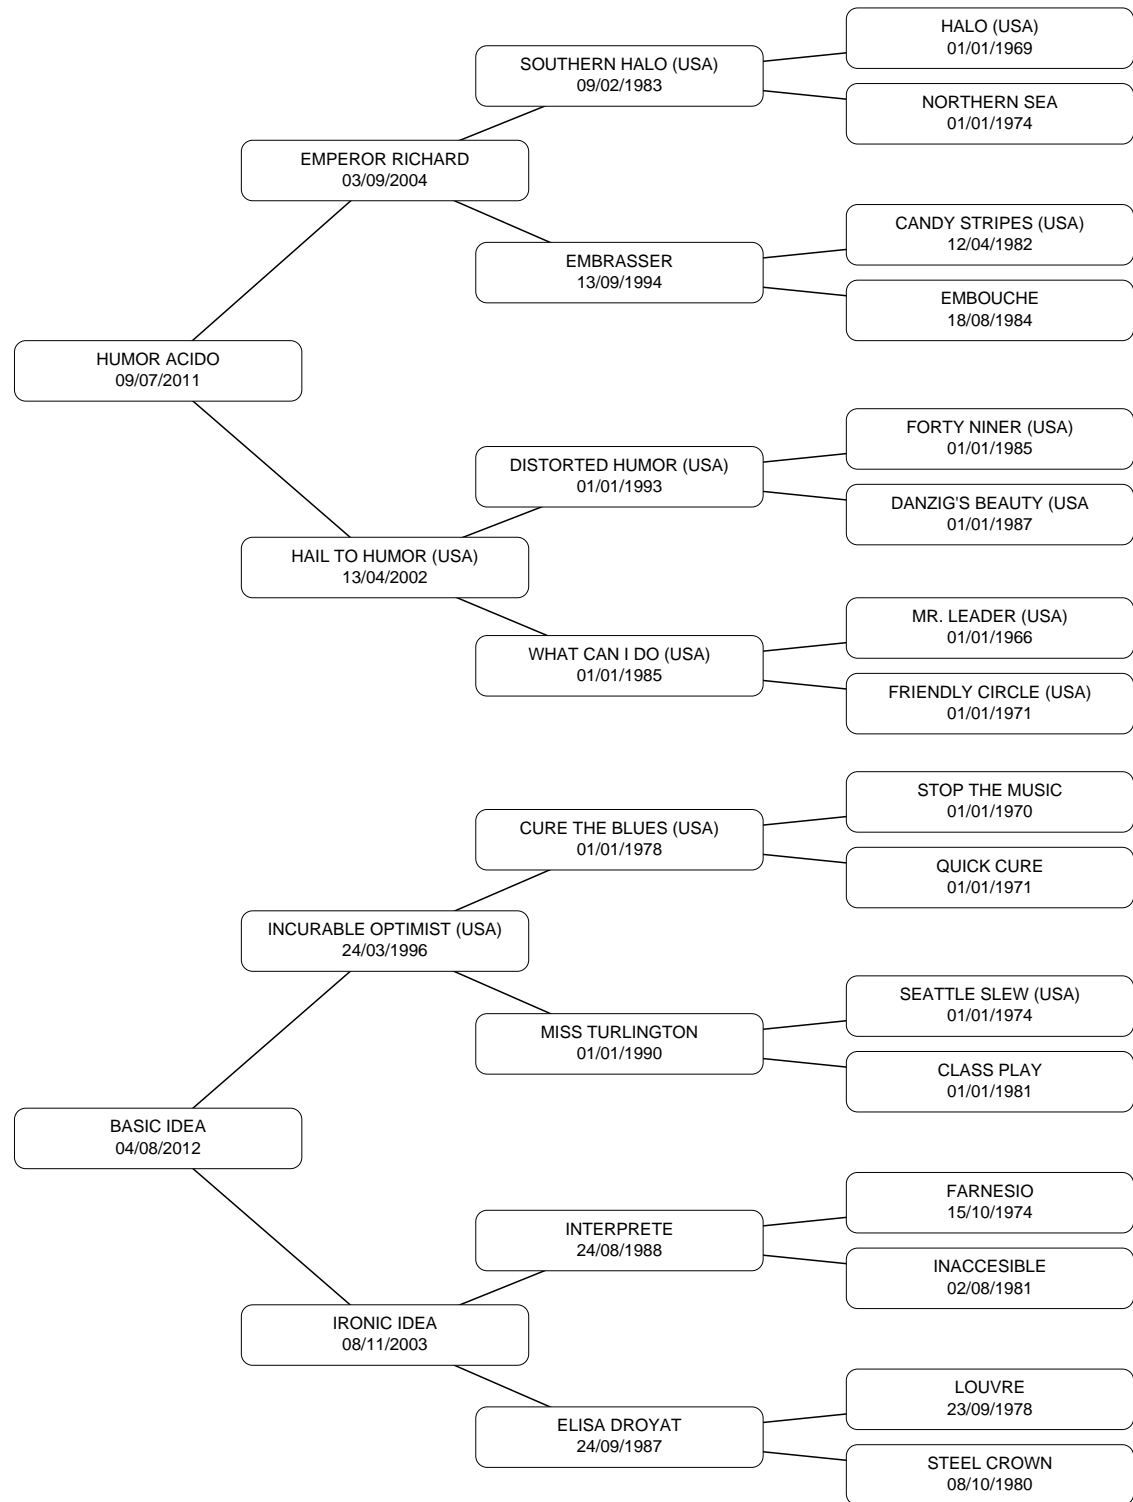 HALO (USA)
01/01/1969
SOUTHERN HALO (USA)
09/02/1983
NORTHERN SEA
01/01/1974
EMPEROR RICHARD
03/09/2004
CANDY STRIPES (USA)
12/04/1982
EMBRASSER
13/09/1994
EMBOUCHE
18/08/1984
HUMOR ACIDO
09/07/2011
FORTY NINER (USA)
01/01/1985
DISTORTED HUMOR (USA)
01/01/1993
DANZIG'S BEAUTY (USA
01/01/1987
HAIL TO HUMOR (USA)
13/04/2002
MR. LEADER (USA)
01/01/1966
WHAT CAN I DO (USA)
01/01/1985
FRIENDLY CIRCLE (USA)
01/01/1971
STOP THE MUSIC
01/01/1970
CURE THE BLUES (USA)
01/01/1978
QUICK CURE
01/01/1971
INCURABLE OPTIMIST (USA)
24/03/1996
SEATTLE SLEW (USA)
01/01/1974
MISS TURLINGTON
01/01/1990
CLASS PLAY
01/01/1981
BASIC IDEA
04/08/2012
FARNESIO
15/10/1974
INTERPRETE
24/08/1988
INACCESIBLE
02/08/1981
IRONIC IDEA
08/11/2003
LOUVRE
23/09/1978
ELISA DROYAT
24/09/1987
STEEL CROWN
08/10/1980